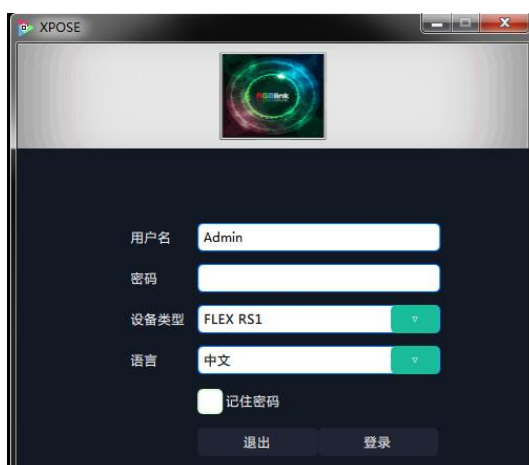 XPOSE
RGBlink
用户名 Admin
密码
设备类型 FLEX RS1
语言 中文
记住密码
退出 登录